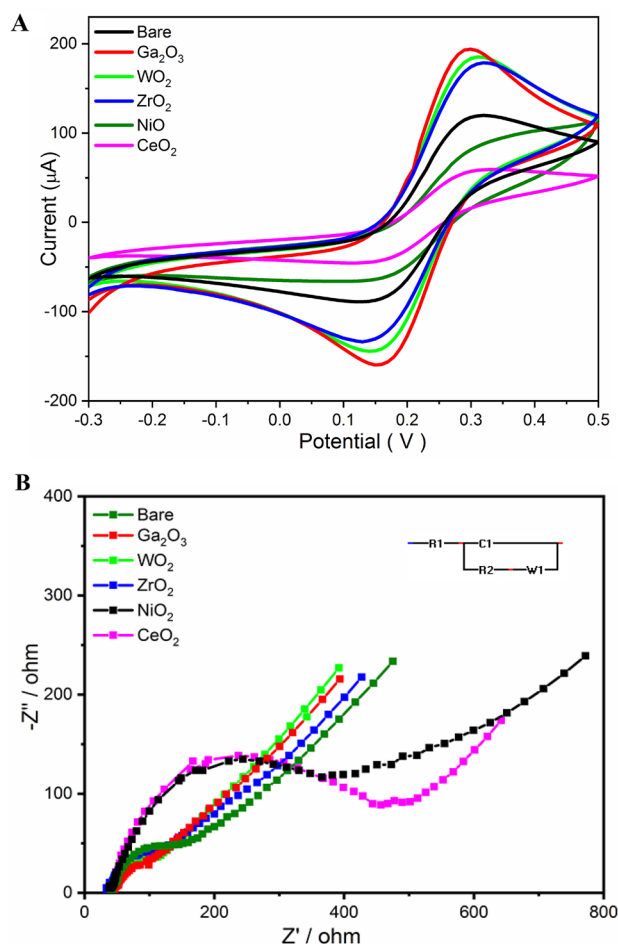 A
Bare
Ga₂O₃
WO₂
ZrO₂
NiO
CeO₂
200
100
0
-100
-200
Current (μA)
-0.3 -0.2 -0.1 0.0 0.1 0.2 0.3 0.4 0.5
Potential ( V )
B
Bare
Ga₂O₃
WO₂
ZrO₂
NiO₂
CeO₂
R1 C1
R2 W1
400
300
200
100
0
-Z'' / ohm
0 200 400 600 800
Z' / ohm